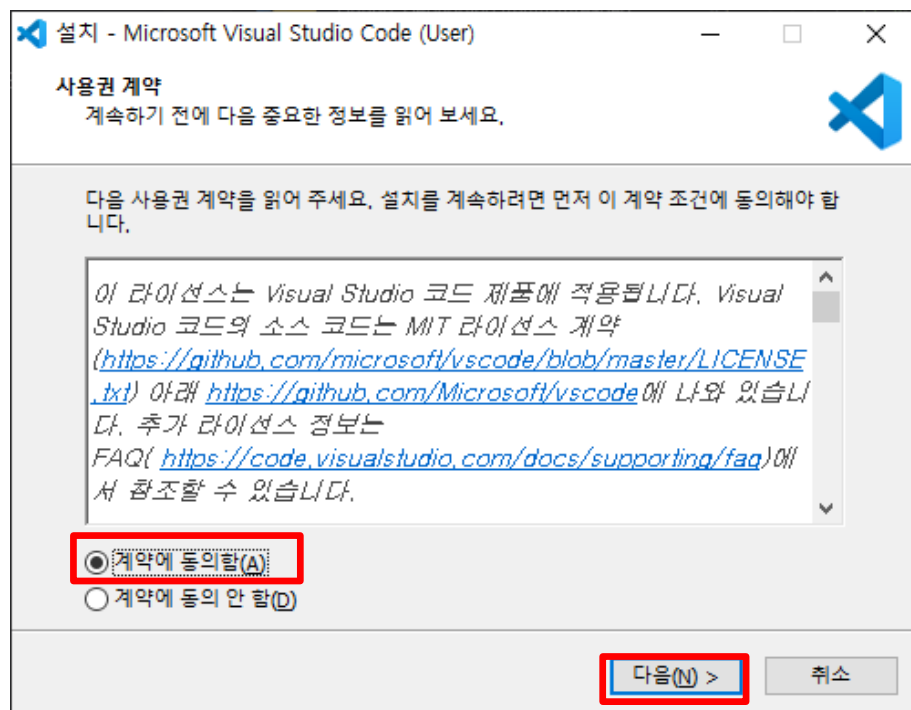 설치 - Microsoft Visual Studio Code (User)
사용권 계약
계속하기 전에 다음 중요한 정보를 읽어 보세요.
다음 사용권 계약을 읽어 주세요. 설치를 계속하려면 먼저 이 계약 조건에 동의해야 합
니다.
이 라이선스는 Visual Studio 코드 제품에 적용됩니다. Visual
Studio 코드의 소스 코드는 MIT 라이선스 계약
(https://github.com/microsoft/vscode/blob/master/LICENSE
.txt) 아래 https://github.com/Microsoft/vscode에 나와 있습니
다. 추가 라이선스 정보는
FAQ( https://code.visualstudio.com/docs/supporting/faq)에
서 참조할 수 있습니다.
계약에 동의함(A)
계약에 동의 안 함(D)
다음(N) >
취소